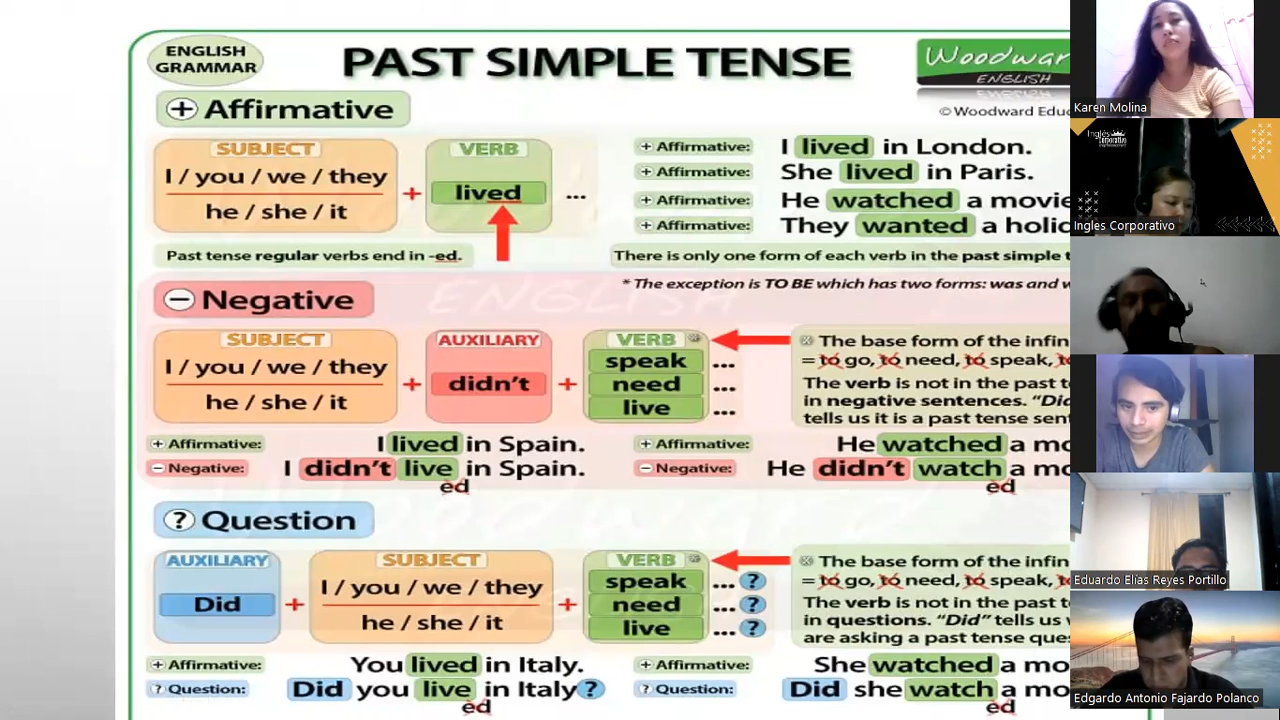 ENGLISH
GRAMMAR
PAST SIMPLE TENSE
Woodwar
ENGLISH
© Woodward Educ
+ Affirmative
SUBJECT
I / you / we / they
he / she / it
+
VERB
lived
...
+ Affirmative: I lived in London.
+ Affirmative: She lived in Paris.
+ Affirmative: He watched a movie
+ Affirmative: They wanted a holid
Past tense regular verbs end in -ed.
There is only one form of each verb in the past simple t
* The exception is TO BE which has two forms: was and w
− Negative
SUBJECT
I / you / we / they
he / she / it
+
AUXILIARY
didn't
+
VERB
speak ...
need ...
live ...
The base form of the infin
= to go, to need, to speak, t
The verb is not in the past t
in negative sentences. "Did
tells us it is a past tense sen
+ Affirmative: I lived in Spain.
− Negative: I didn't live in Spain.
ed
+ Affirmative: He watched a mo
− Negative: He didn't watch a mo
ed
? Question
AUXILIARY
Did
+
SUBJECT
I / you / we / they
he / she / it
+
VERB
speak ... ?
need ... ?
live ... ?
The base form of the infin
= to go, to need, to speak, t
The verb is not in the past t
in questions. "Did" tells us
are asking a past tense ques
+ Affirmative: You lived in Italy.
? Question: Did you live in Italy?
ed
+ Affirmative: She watched a mo
? Question: Did she watch a mo
ed
Karen Molina
Inglés
Corporativo
Ingles Corporativo
Eduardo Elías Reyes Portillo
Edgardo Antonio Fajardo Polanco